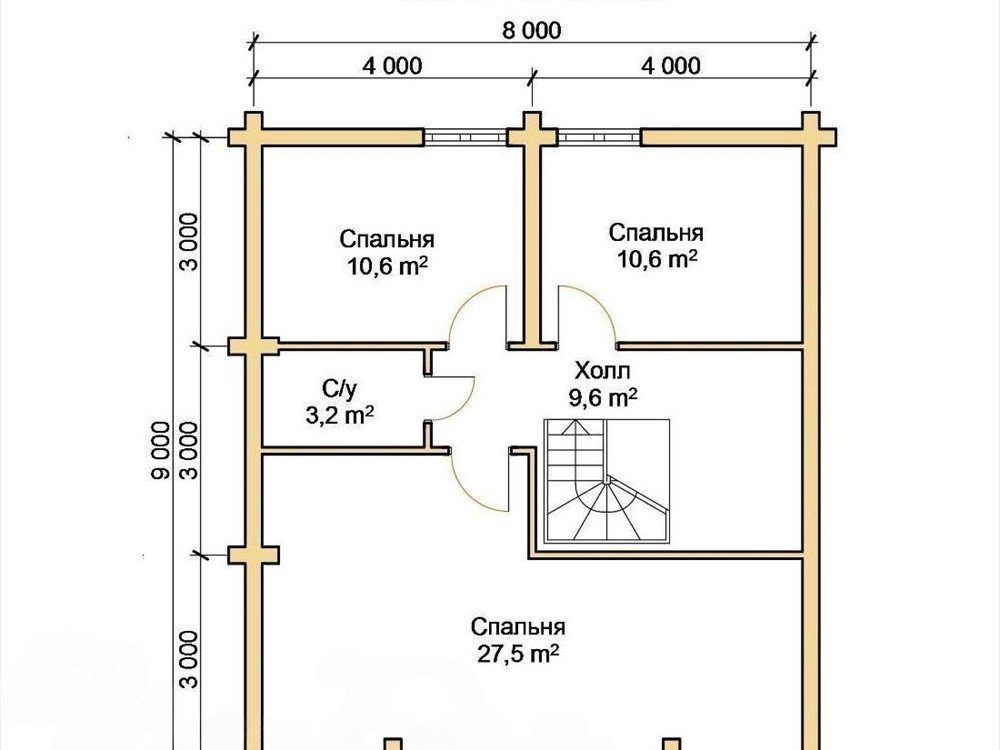 8 000
4 000
4 000
3 000
Спальня
10,6 m²
Спальня
10,6 m²
С/у
3,2 m²
Холл
9,6 m²
9 000
3 000
3 000
Спальня
27,5 m²